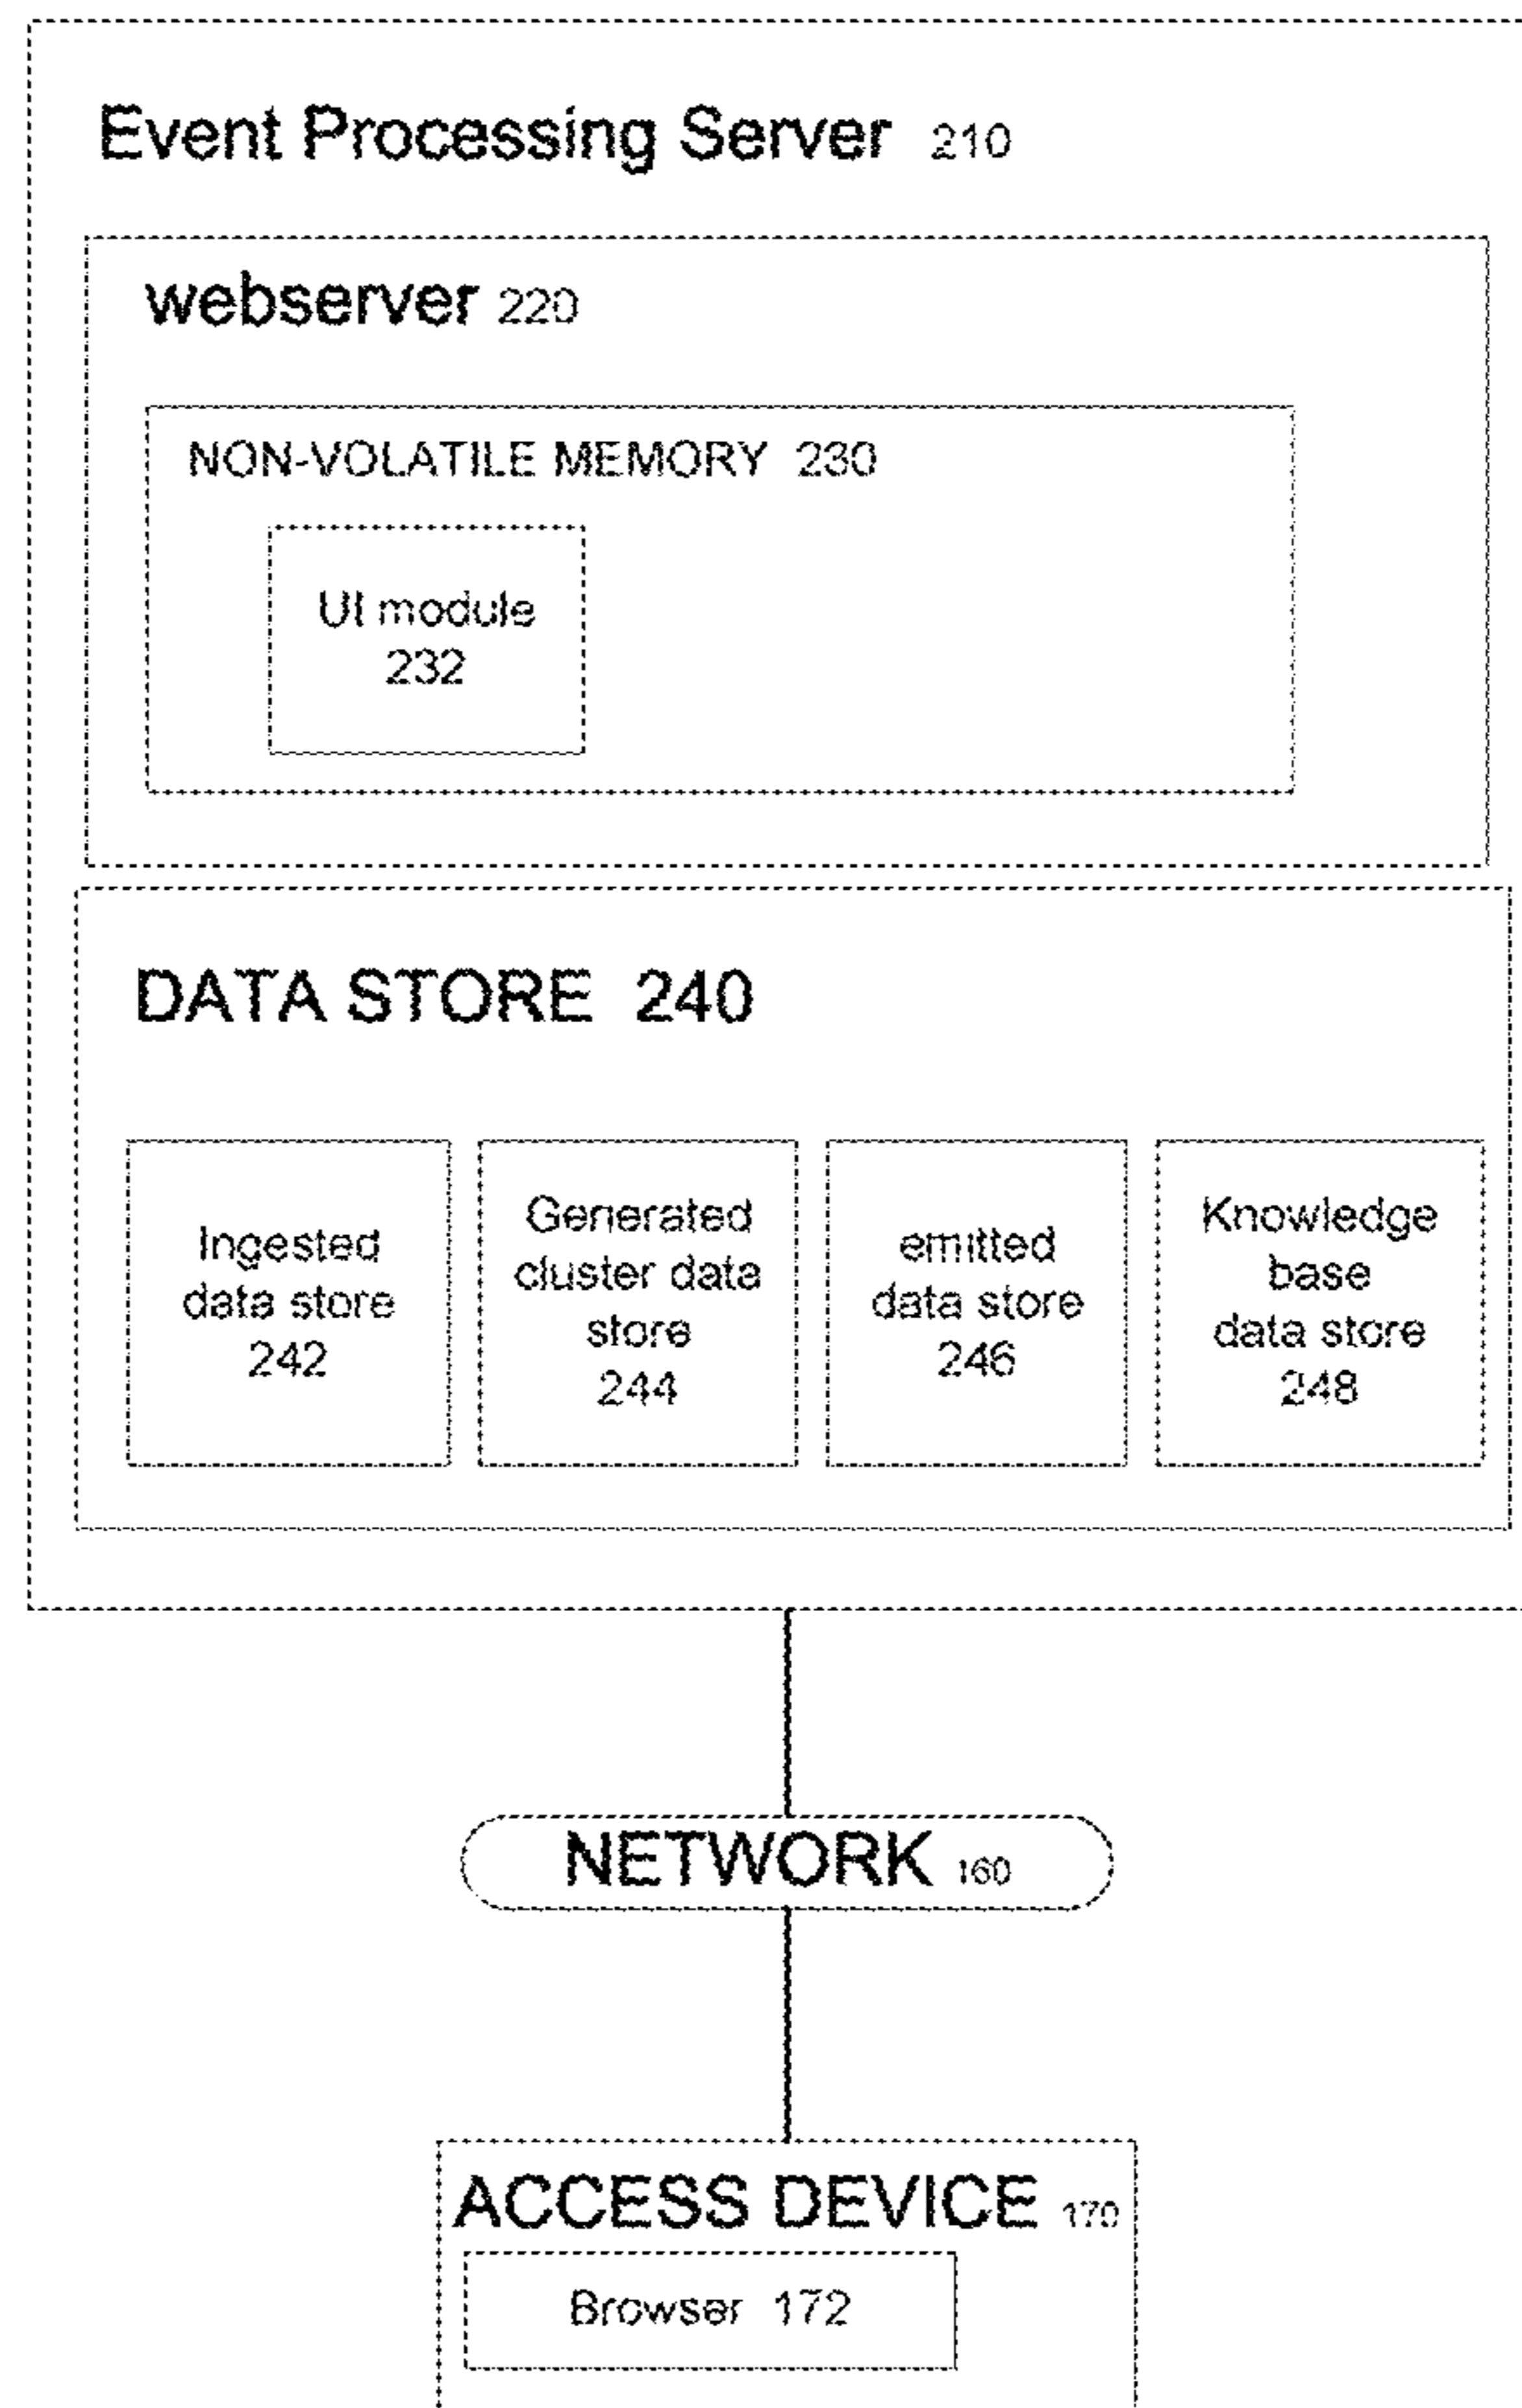 Event Processing Server 210
webserver 220
NON-VOLATILE MEMORY 230
UI module
232
DATA STORE 240
Ingested
data store
242
Generated
cluster data
store
244
emitted
data store
246
Knowledge
base
data store
248
NETWORK 160
ACCESS DEVICE 170
Browser 172